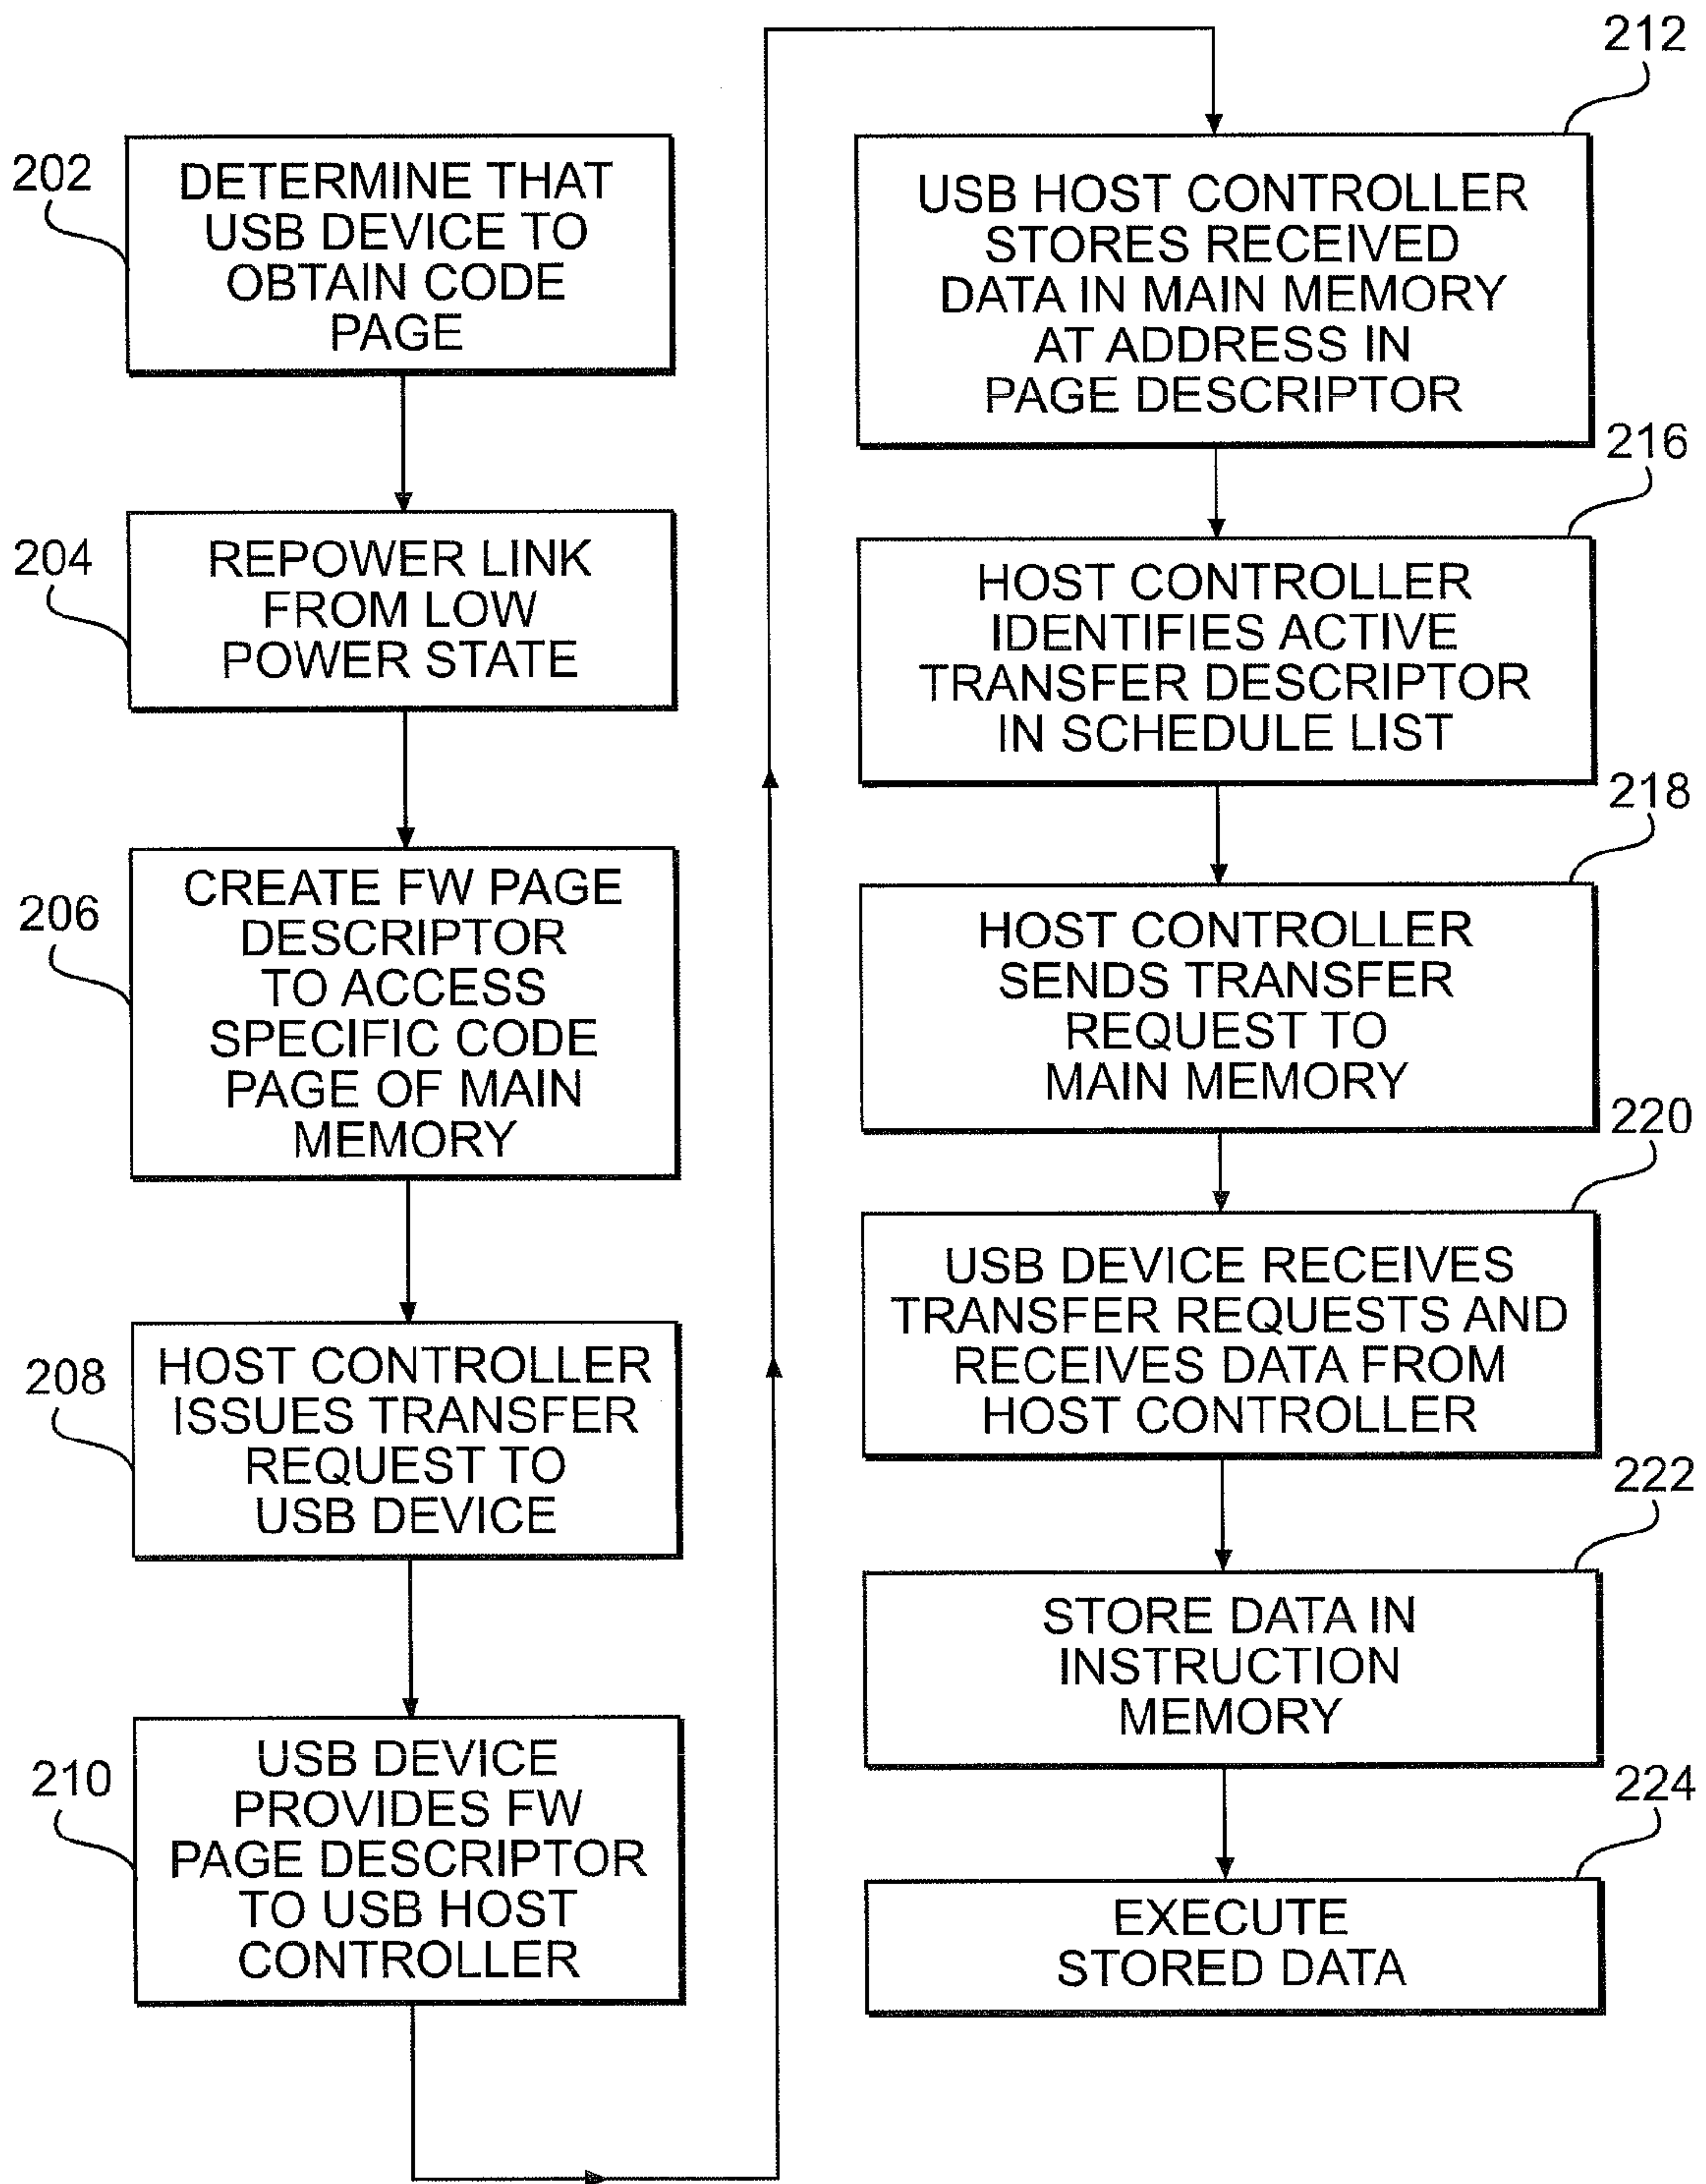 202
DETERMINE THAT
USB DEVICE TO
OBTAIN CODE
PAGE
204
REPOWER LINK
FROM LOW
POWER STATE
206
CREATE FW PAGE
DESCRIPTOR
TO ACCESS
SPECIFIC CODE
PAGE OF MAIN
MEMORY
208
HOST CONTROLLER
ISSUES TRANSFER
REQUEST TO
USB DEVICE
210
USB DEVICE
PROVIDES FW
PAGE DESCRIPTOR
TO USB HOST
CONTROLLER
212
USB HOST CONTROLLER
STORES RECEIVED
DATA IN MAIN MEMORY
AT ADDRESS IN
PAGE DESCRIPTOR
216
HOST CONTROLLER
IDENTIFIES ACTIVE
TRANSFER DESCRIPTOR
IN SCHEDULE LIST
218
HOST CONTROLLER
SENDS TRANSFER
REQUEST TO
MAIN MEMORY
220
USB DEVICE RECEIVES
TRANSFER REQUESTS AND
RECEIVES DATA FROM
HOST CONTROLLER
222
STORE DATA IN
INSTRUCTION
MEMORY
224
EXECUTE
STORED DATA